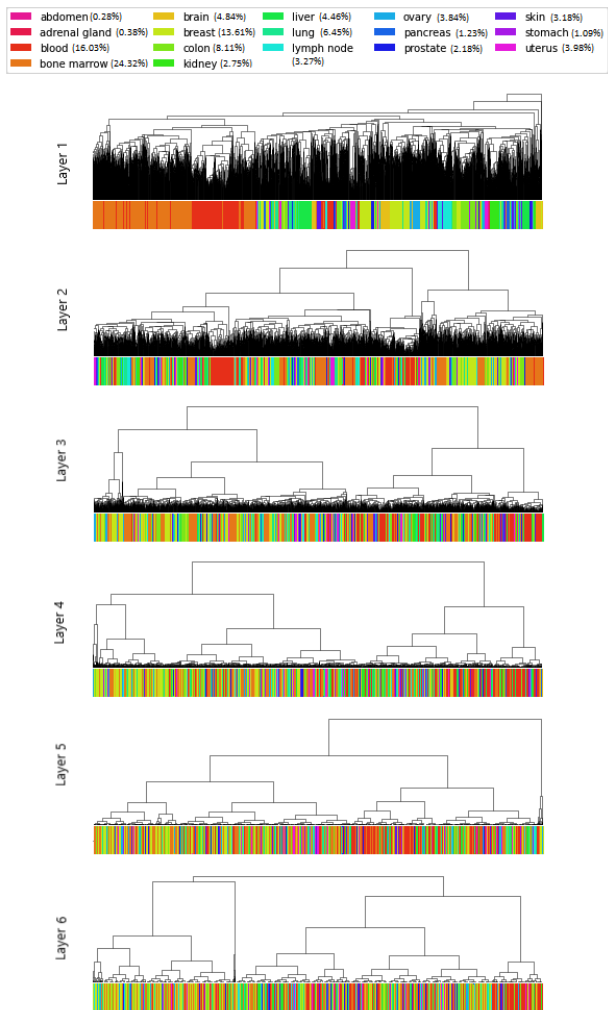 abdomen(0.28%) brain (4.84%) liver (4.46%) ovary (3.84%) skin (3.18%)
adrenal gland (0.38%) breast (13.61%) lung (6.45%) pancreas (1.23%) stomach (1.09%)
blood (16.03%) colon (8.11%) lymph node prostate (2.18%) uterus (3.98%)
bone marrow (24.32%) kidney (2.75%) (3.27%)
Layer 1
Layer 2
Layer 3
Layer 4
Layer 5
Layer 6